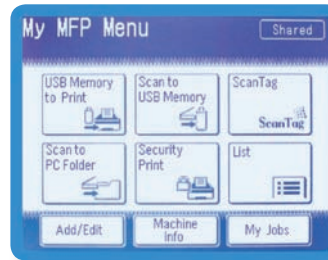 My MFP Menu
Shared
USB Memory
to Print
Scan to
USB Memory
ScanTag
ScanTag
Scan to
PC Folder
Security
Print
List
Add/Edit
Machine
Info
My Jobs